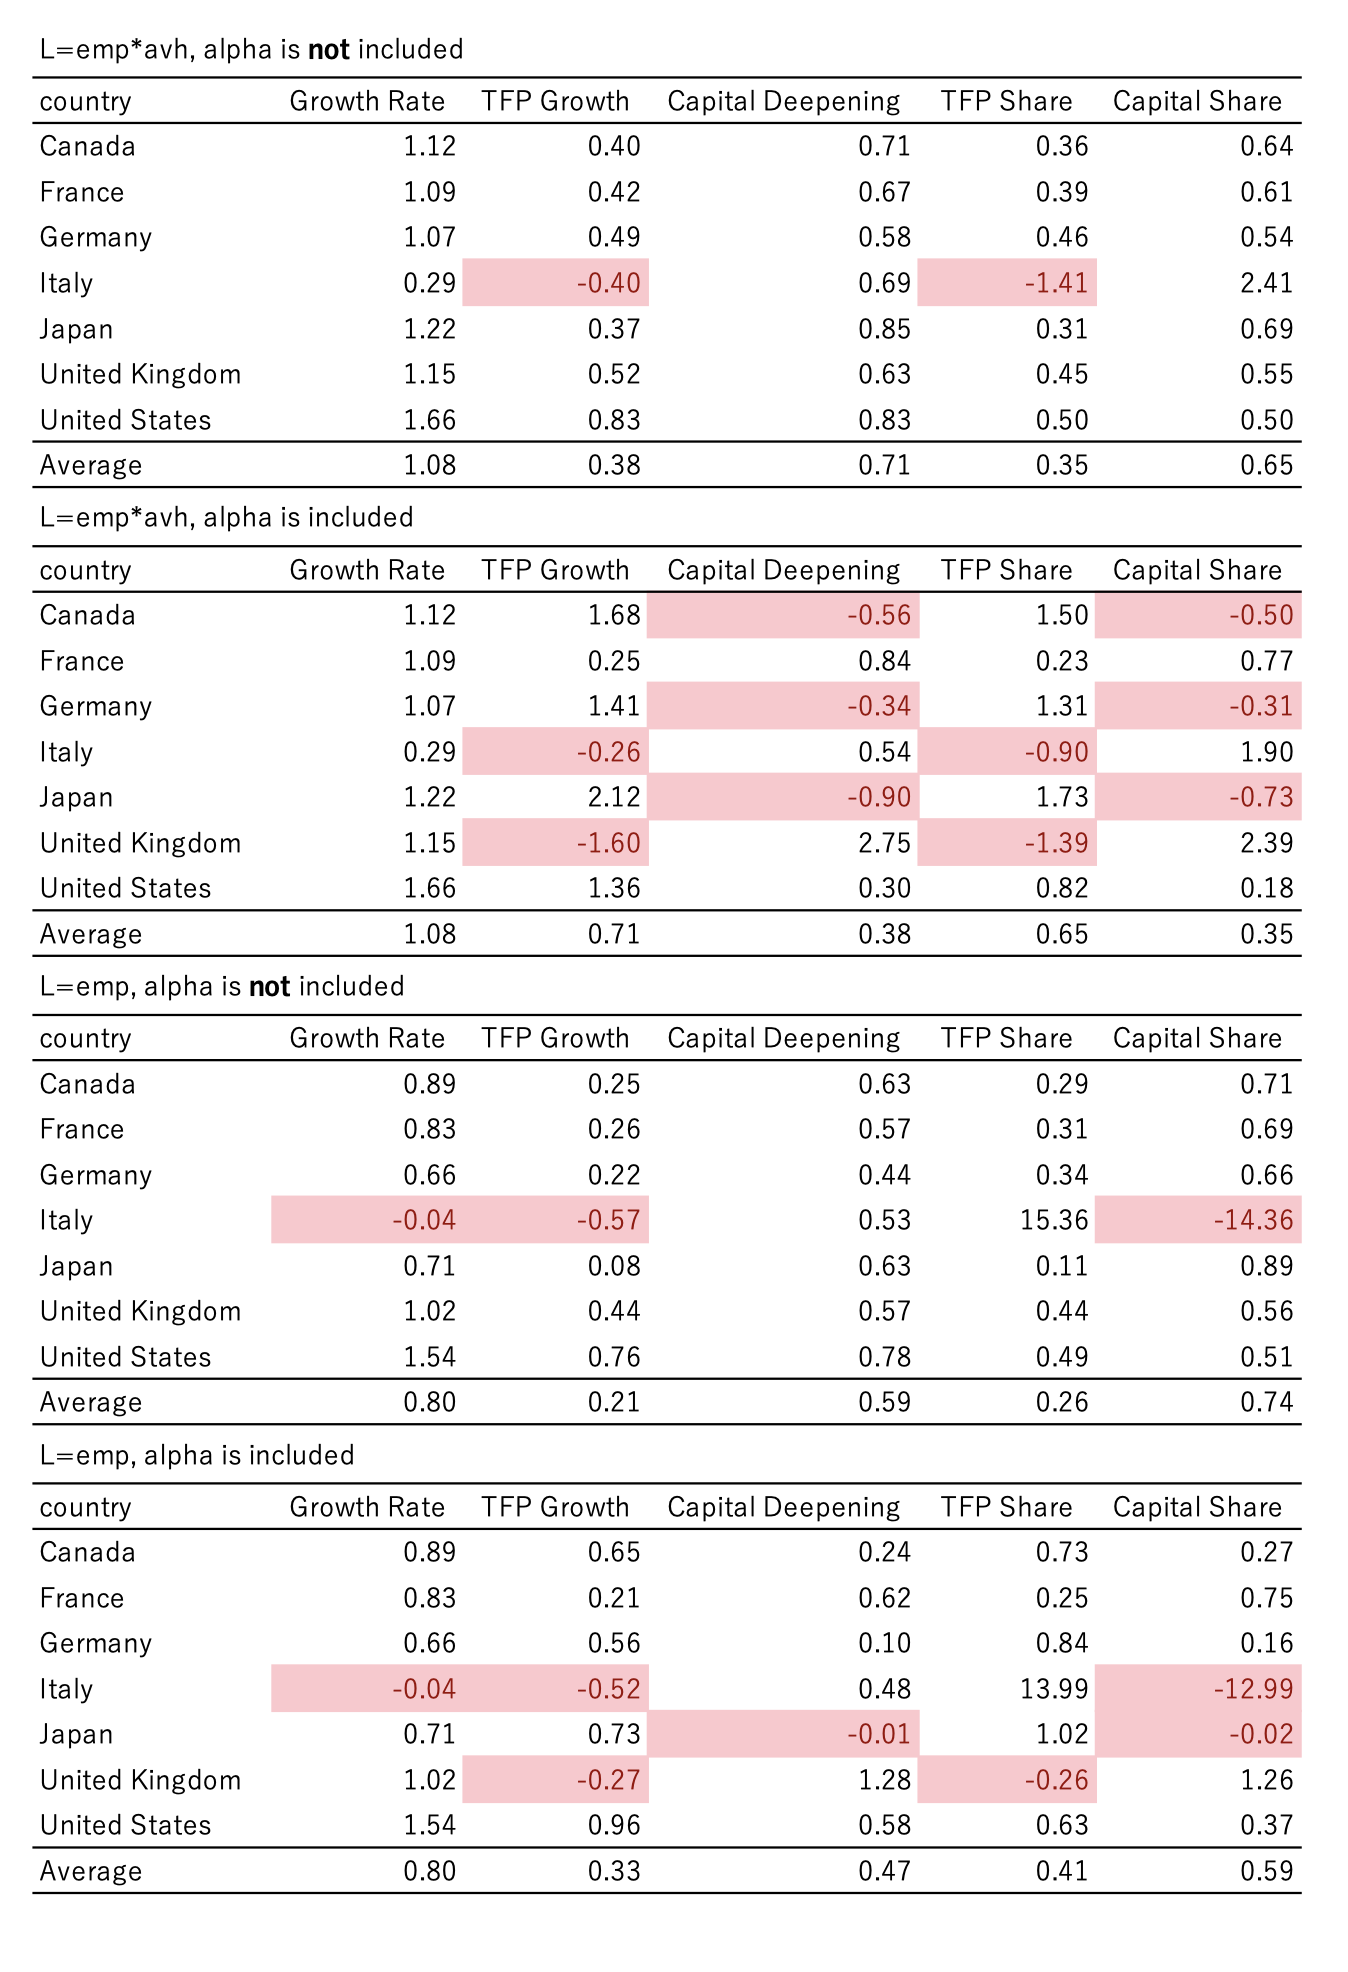 L=emp*avh, alpha is not included
country Growth Rate TFP Growth Capital Deepening TFP Share Capital Share
Canada 1.12 0.40 0.71 0.36 0.64
France 1.09 0.42 0.67 0.39 0.61
Germany 1.07 0.49 0.58 0.46 0.54
Italy 0.29 -0.40 0.69 -1.41 2.41
Japan 1.22 0.37 0.85 0.31 0.69
United Kingdom 1.15 0.52 0.63 0.45 0.55
United States 1.66 0.83 0.83 0.50 0.50
Average 1.08 0.38 0.71 0.35 0.65
L=emp*avh, alpha is included
country Growth Rate TFP Growth Capital Deepening TFP Share Capital Share
Canada 1.12 1.68 -0.56 1.50 -0.50
France 1.09 0.25 0.84 0.23 0.77
Germany 1.07 1.41 -0.34 1.31 -0.31
Italy 0.29 -0.26 0.54 -0.90 1.90
Japan 1.22 2.12 -0.90 1.73 -0.73
United Kingdom 1.15 -1.60 2.75 -1.39 2.39
United States 1.66 1.36 0.30 0.82 0.18
Average 1.08 0.71 0.38 0.65 0.35
L=emp, alpha is not included
country Growth Rate TFP Growth Capital Deepening TFP Share Capital Share
Canada 0.89 0.25 0.63 0.29 0.71
France 0.83 0.26 0.57 0.31 0.69
Germany 0.66 0.22 0.44 0.34 0.66
Italy -0.04 -0.57 0.53 15.36 -14.36
Japan 0.71 0.08 0.63 0.11 0.89
United Kingdom 1.02 0.44 0.57 0.44 0.56
United States 1.54 0.76 0.78 0.49 0.51
Average 0.80 0.21 0.59 0.26 0.74
L=emp, alpha is included
country Growth Rate TFP Growth Capital Deepening TFP Share Capital Share
Canada 0.89 0.65 0.24 0.73 0.27
France 0.83 0.21 0.62 0.25 0.75
Germany 0.66 0.56 0.10 0.84 0.16
Italy -0.04 -0.52 0.48 13.99 -12.99
Japan 0.71 0.73 -0.01 1.02 -0.02
United Kingdom 1.02 -0.27 1.28 -0.26 1.26
United States 1.54 0.96 0.58 0.63 0.37
Average 0.80 0.33 0.47 0.41 0.59